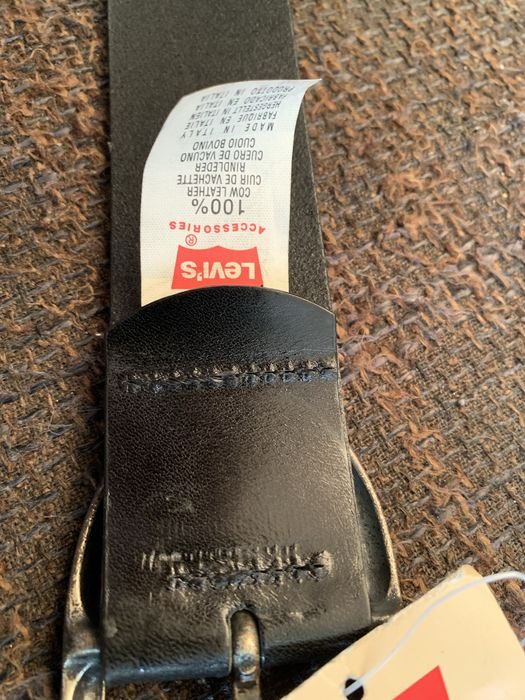 LeVI'S
®
ACCESSORIES
100%
COW LEATHER
CUIR DE VACHETTE
RINDLEDER
CUERO DE VACUNO
CUOIO BOVINO
MADE IN ITALY
FABRIQUE EN ITALIE
HERGESTELLT IN ITALIEN
FABRICADO EN ITALIA
PRODOTTO IN ITALIA